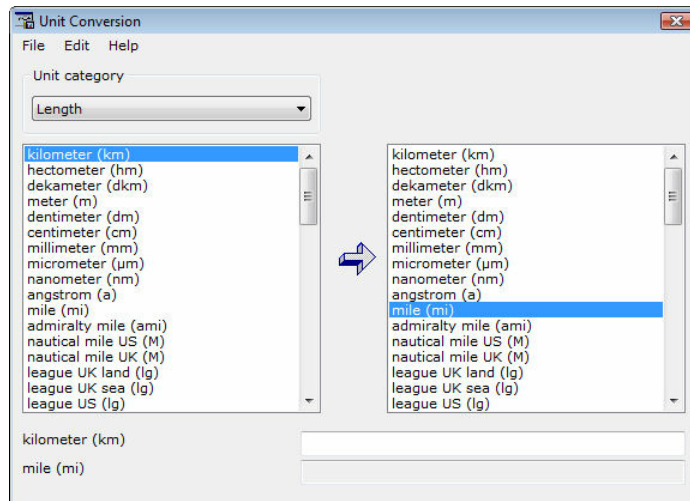 Unit Conversion
File Edit Help
Unit category
Length
kilometer (km)
hectometer (hm)
dekameter (dkm)
meter (m)
dentimeter (dm)
centimeter (cm)
millimeter (mm)
micrometer (µm)
nanometer (nm)
angstrom (a)
mile (mi)
admiralty mile (ami)
nautical mile US (M)
nautical mile UK (M)
league UK land (lg)
league UK sea (lg)
league US (lg)
kilometer (km)
hectometer (hm)
dekameter (dkm)
meter (m)
dentimeter (dm)
centimeter (cm)
millimeter (mm)
micrometer (µm)
nanometer (nm)
angstrom (a)
mile (mi)
admiralty mile (ami)
nautical mile US (M)
nautical mile UK (M)
league UK land (lg)
league UK sea (lg)
league US (lg)
kilometer (km)
mile (mi)